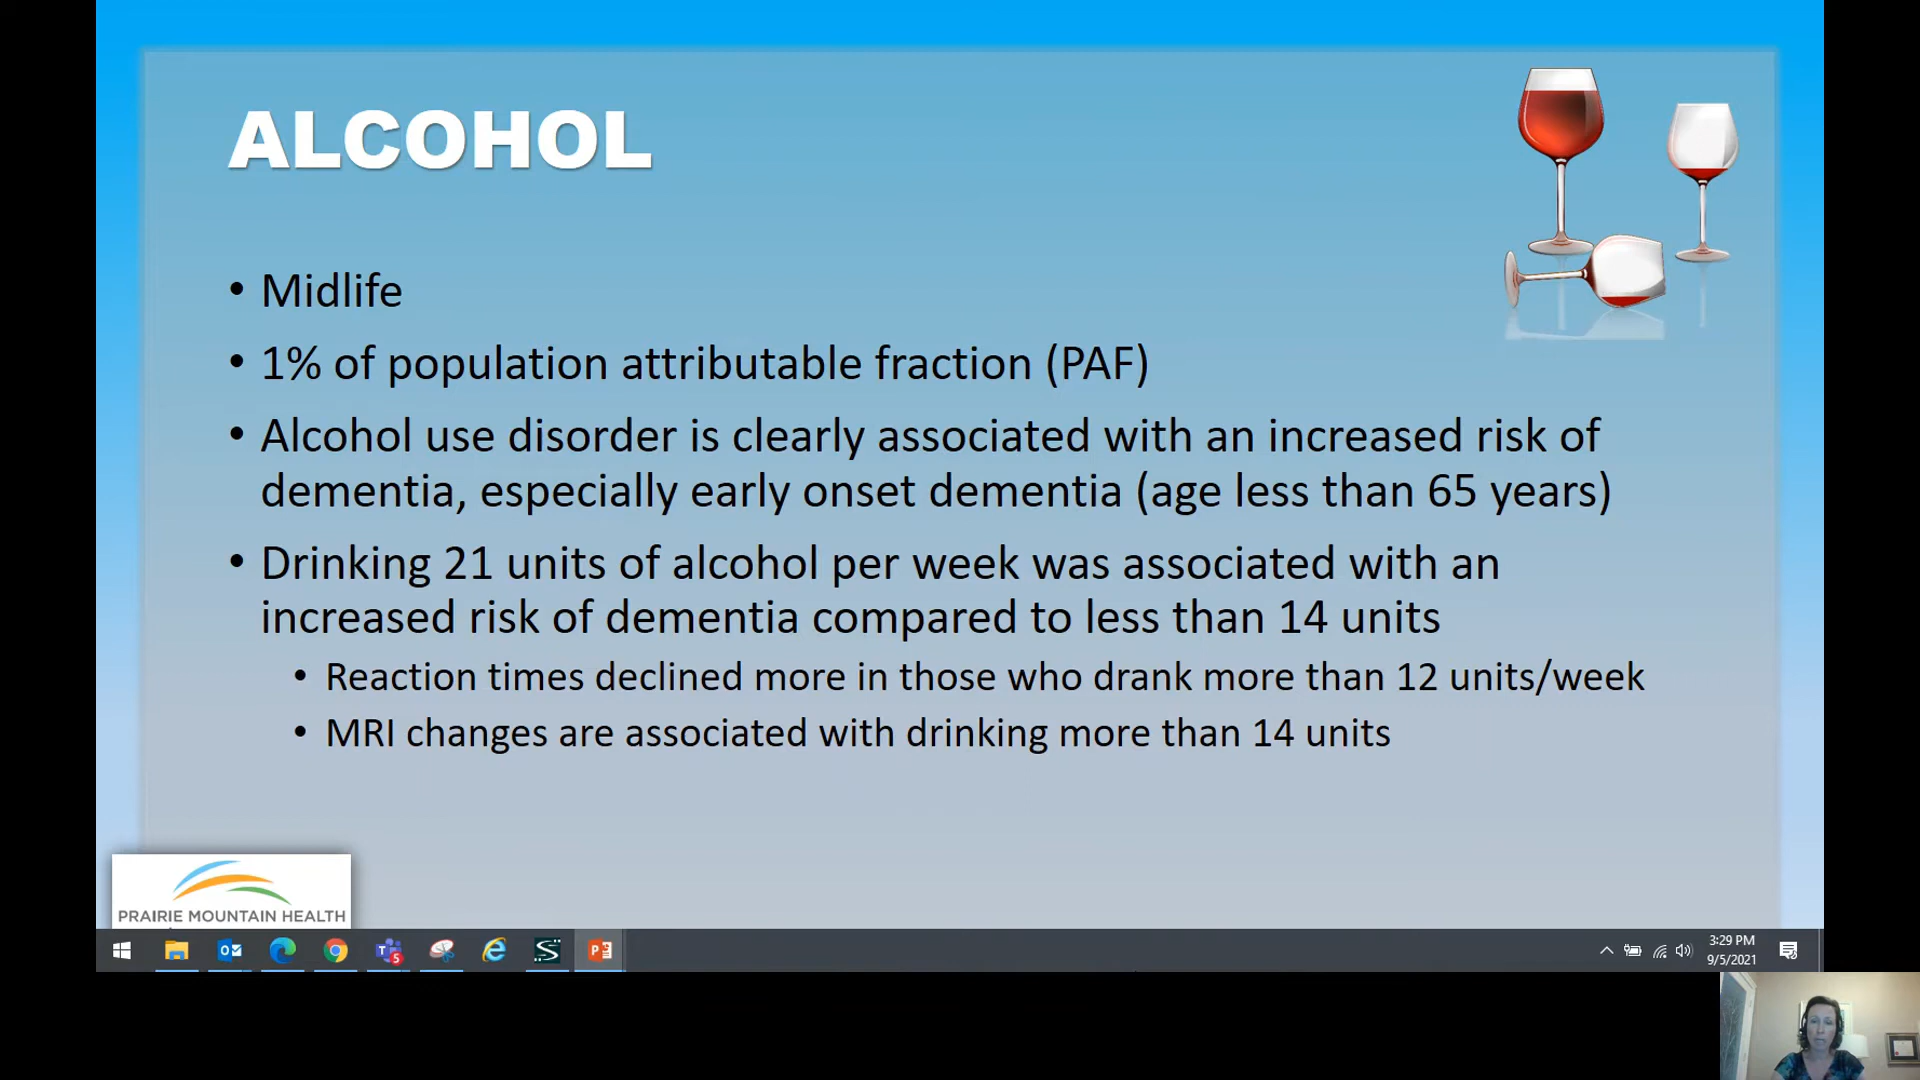 ALCOHOL
• Midlife
• 1% of population attributable fraction (PAF)
• Alcohol use disorder is clearly associated with an increased risk of
dementia, especially early onset dementia (age less than 65 years)
• Drinking 21 units of alcohol per week was associated with an
increased risk of dementia compared to less than 14 units
• Reaction times declined more in those who drank more than 12 units/week
• MRI changes are associated with drinking more than 14 units
PRAIRIE MOUNTAIN HEALTH
5
3:29 PM
9/5/2021